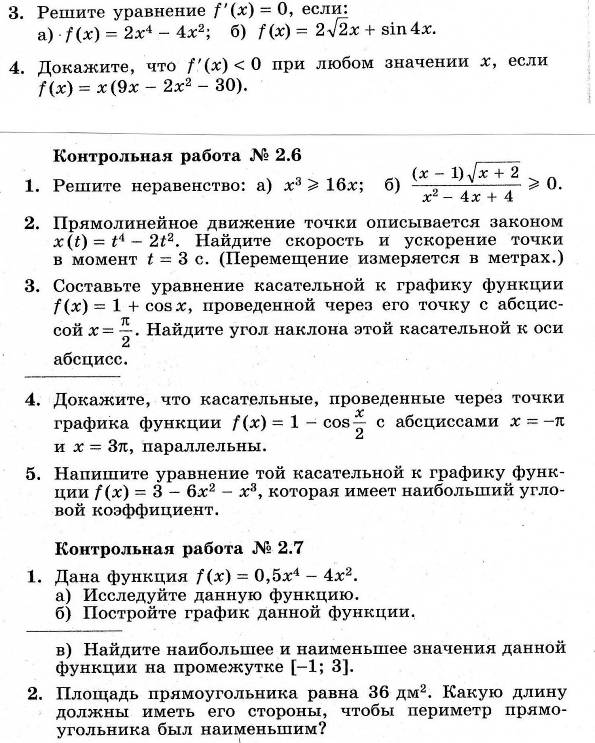 3. Решите уравнение f′(x) = 0, если:
а) f(x) = 2x⁴ − 4x²; б) f(x) = 2√2x + sin 4x.
4. Докажите, что f′(x) < 0 при любом значении x, если
f(x) = x(9x − 2x² − 30).
Контрольная работа № 2.6
1. Решите неравенство: а) x³ ⩾ 16x; б) (x − 1)√(x + 2) / (x² − 4x + 4) ⩾ 0.
2. Прямолинейное движение точки описывается законом
x(t) = t⁴ − 2t². Найдите скорость и ускорение точки
в момент t = 3 с. (Перемещение измеряется в метрах.)
3. Составьте уравнение касательной к графику функции
f(x) = 1 + cos x, проведенной через его точку с абсцис-
сой x = π/2. Найдите угол наклона этой касательной к оси
абсцисс.
4. Докажите, что касательные, проведенные через точки
графика функции f(x) = 1 − cos x/2 с абсциссами x = −π
и x = 3π, параллельны.
5. Напишите уравнение той касательной к графику функ-
ции f(x) = 3 − 6x² − x³, которая имеет наибольший угло-
вой коэффициент.
Контрольная работа № 2.7
1. Дана функция f(x) = 0,5x⁴ − 4x².
а) Исследуйте данную функцию.
б) Постройте график данной функции.
в) Найдите наибольшее и наименьшее значения данной
функции на промежутке [−1; 3].
2. Площадь прямоугольника равна 36 дм². Какую длину
должны иметь его стороны, чтобы периметр прямо-
угольника был наименьшим?